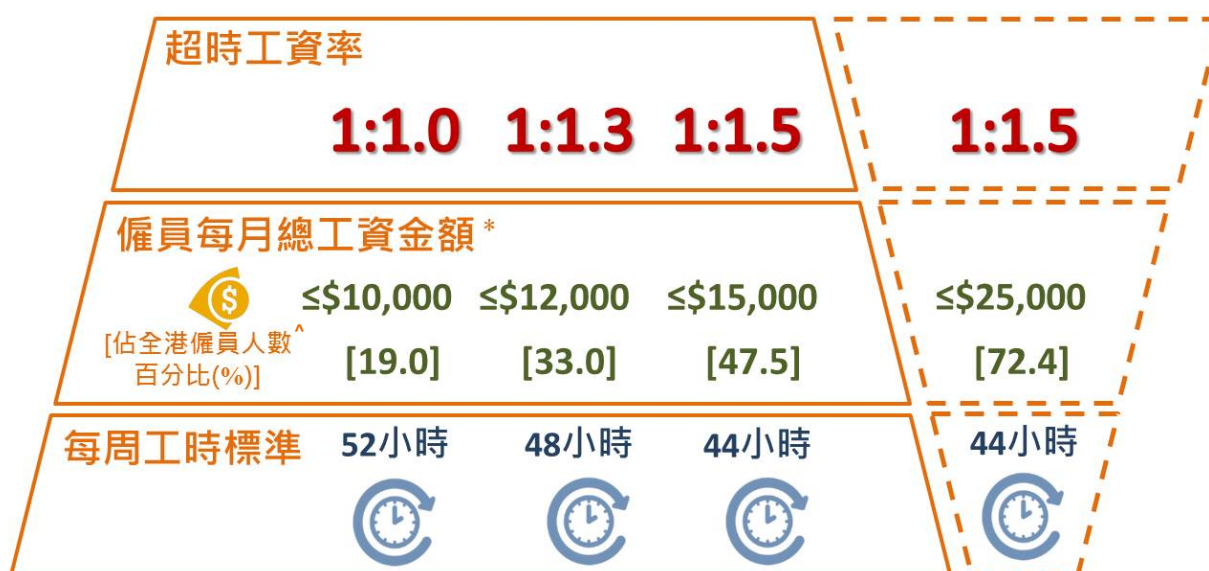 超時工資率
1:1.0 1:1.3 1:1.5 1:1.5
僱員每月總工資金額*
$
≤$10,000 ≤$12,000 ≤$15,000 ≤$25,000
[佔全港僱員人數^
百分比(%)]
[19.0] [33.0] [47.5] [72.4]
每周工時標準 52小時 48小時 44小時 44小時